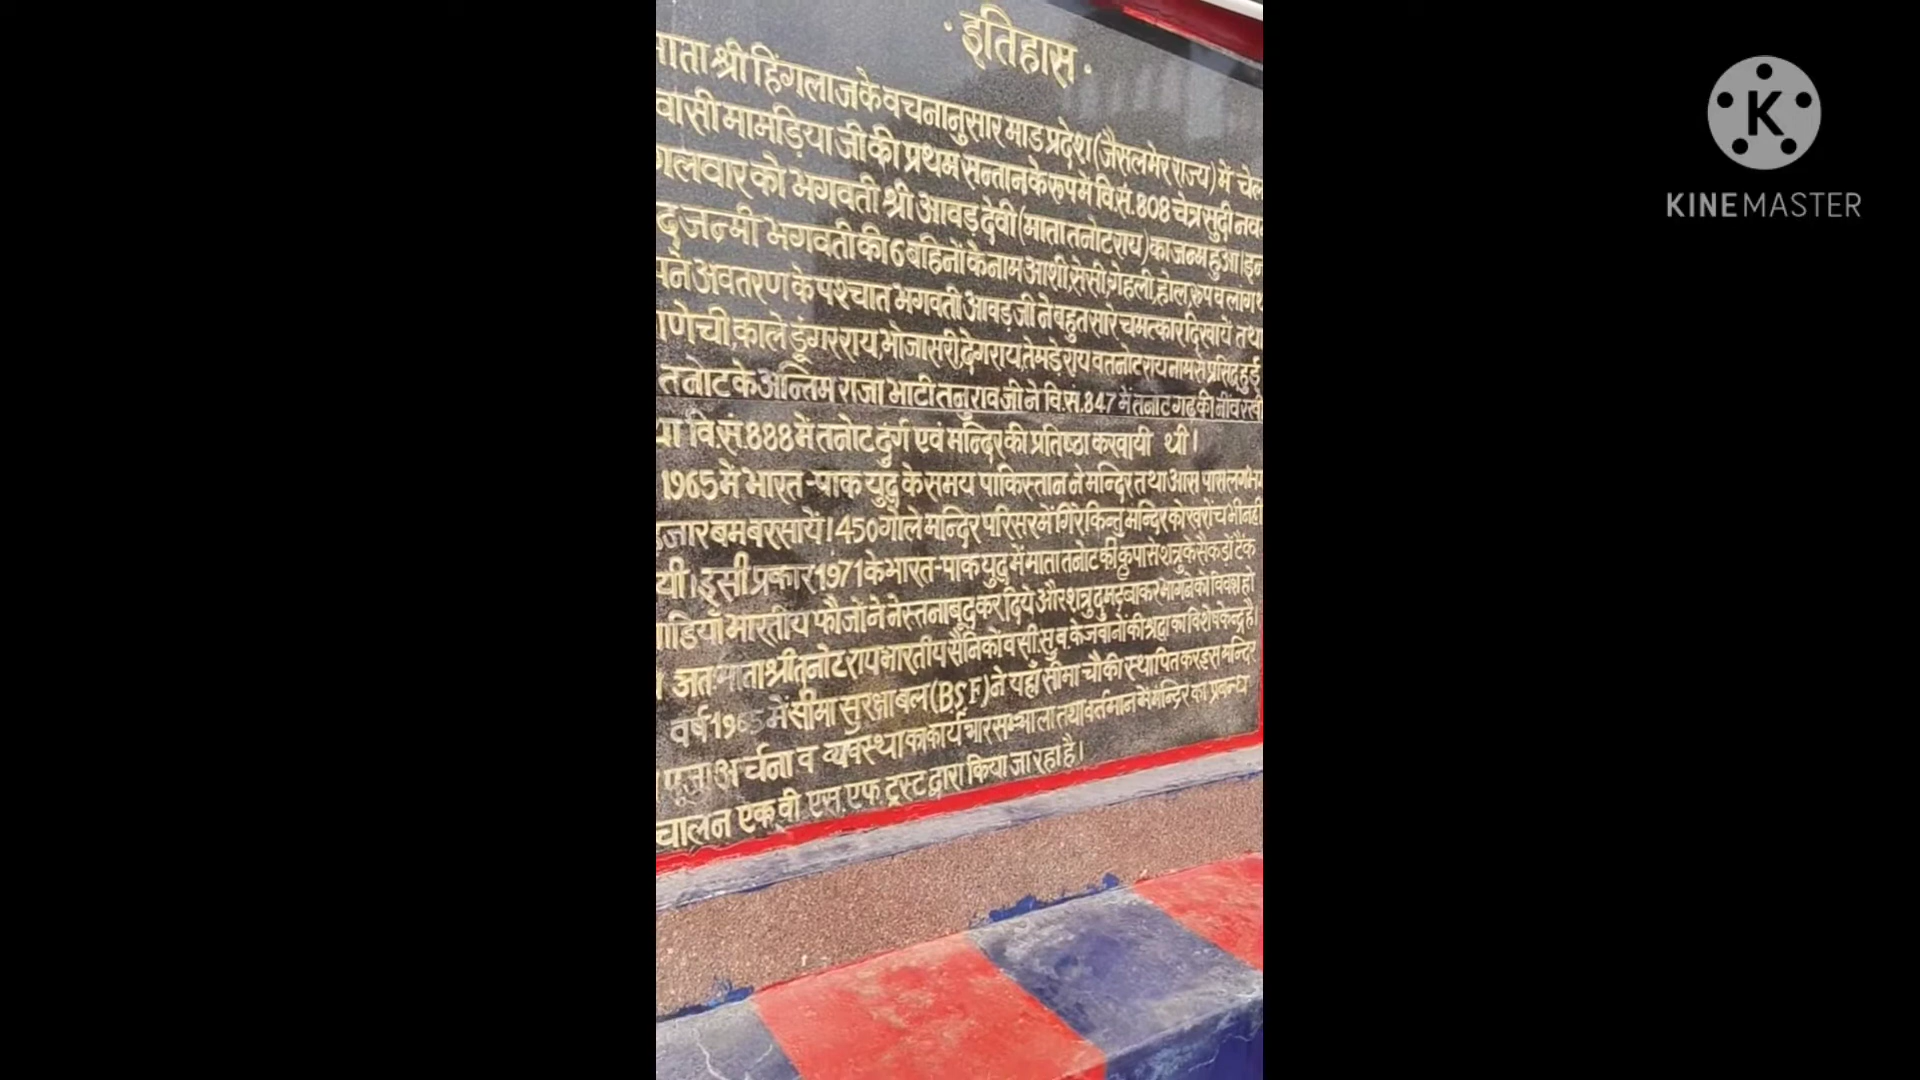 · इतिहास ·
माता श्री हिंगलाज के वचनानुसार माड प्रदेश (जैसलमेर राज्य) में चेल
वासी मामड़िया जी की प्रथम सन्तान के रूप में वि.सं. 808 चेत्र सुदी नव
गलवार को भगवती श्री आवड़ देवी (माता तनोटराय) का जन्म हुआ। इन
द जन्मी भगवती की 6 बहिनों के नाम आशी, सेसी, गेहली, होल, रूप व लांग थ
पने अवतरण के पश्चात भगवती आवड़ जी ने बहुत सारे चमत्कार दिखाये तथा
णेची, काले डूंगरराय, भोजासरी, देगराय, तेमडेराय व तनोटराय नाम से प्रसिद्ध हुई
तनोट के अन्तिम राजा भाटी तनुरावजी ने वि.सं. 847 में तनोट गढ़ की नींव रखी
था वि.सं. 888 में तनोट दुर्ग एवं मन्दिर की प्रतिष्ठा करवायी थी।
1965 में भारत-पाक युद्ध के समय पाकिस्तान ने मन्दिर तथा आस पास लगभग
हजार बम बरसायें। 450 गोले मन्दिर परिसर में गिरे किन्तु मन्दिर को खरोंच भी नहीं
यी। इसी प्रकार 1971 के भारत-पाक युद्ध में माता तनोट की कृपा से शत्रु के सैकड़ों टैंक
गाडियाँ भारतीय फौजों ने नेस्तनाबूद कर दिये और शत्रु दुम दबाकर भागने को विवश हो
अतः माता श्री तनोटराय भारतीय सैनिकों व सी.सु.ब. के जवानों की श्रद्धा का विशेष केन्द्र है।
वर्ष 1965 में सीमा सुरक्षा बल (B.S.F.) ने यहाँ सीमा चौकी स्थापित कर इस मन्दिर
पूजा अर्चना व व्यवस्था का कार्यभार सम्भाला तथा वर्तमान में मन्दिर का प्रबन्ध
चालन एक बी. एस. एफ. ट्रस्ट द्वारा किया जा रहा है।
K
KINEMASTER